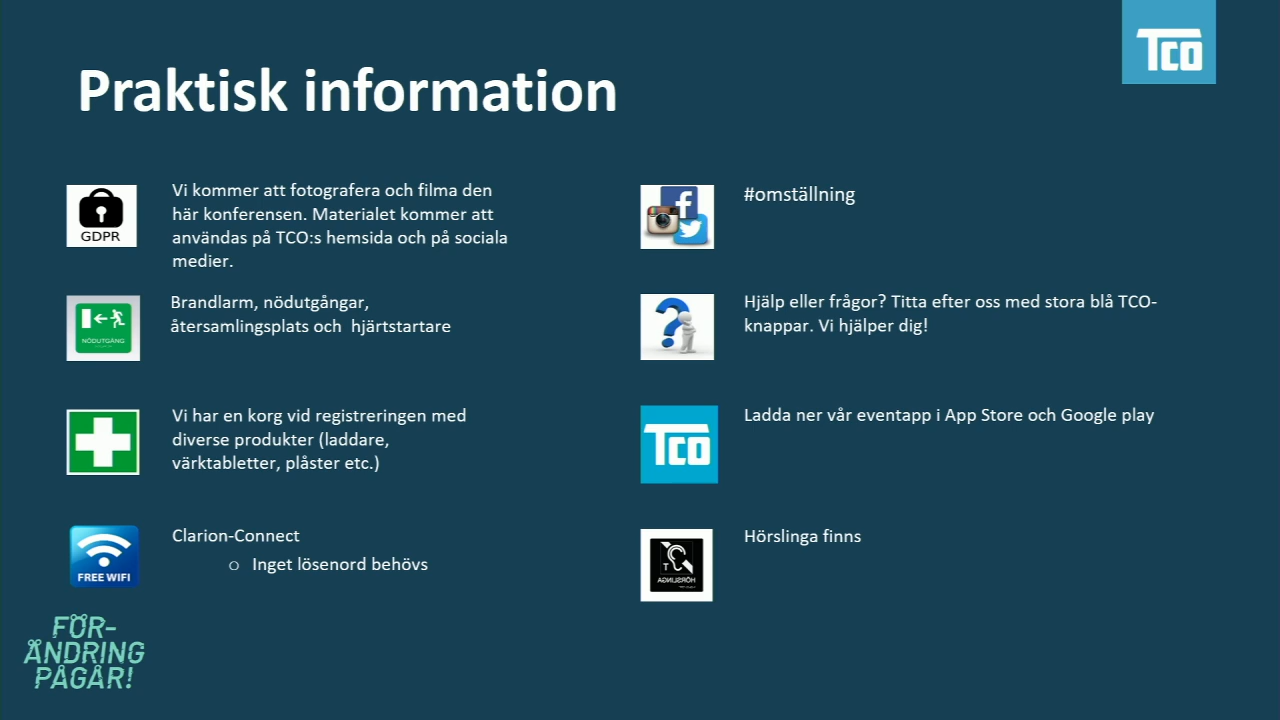 TCO
Praktisk information
GDPR
Vi kommer att fotografera och filma den
här konferensen. Materialet kommer att
användas på TCO:s hemsida och på sociala
medier.
NÖDUTGÅNG
Brandlarm, nödutgångar,
återsamlingsplats och  hjärtstartare
Vi har en korg vid registreringen med
diverse produkter (laddare,
värktabletter, plåster etc.)
FREE WIFI
Clarion-Connect
o Inget lösenord behövs
#omställning
Hjälp eller frågor? Titta efter oss med stora blå TCO-
knappar. Vi hjälper dig!
TCO
Ladda ner vår eventapp i App Store och Google play
T
HÖRSLINGA
Hörslinga finns
FÖR-
ÄNDRING
PÅGÅR!